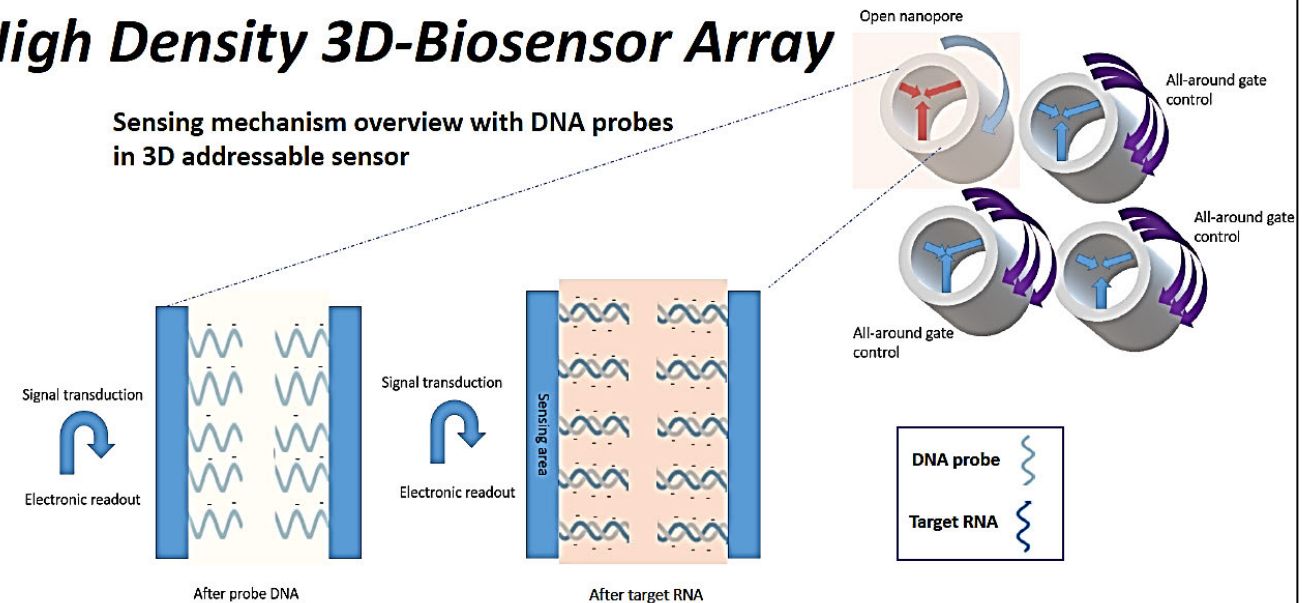 High Density 3D-Biosensor Array
Sensing mechanism overview with DNA probes
in 3D addressable sensor
Open nanopore
All-around gate
control
All-around gate
control
All-around gate
control
Signal transduction
Electronic readout
Signal transduction
Electronic readout
Sensing area
DNA probe
Target RNA
After probe DNA
After target RNA